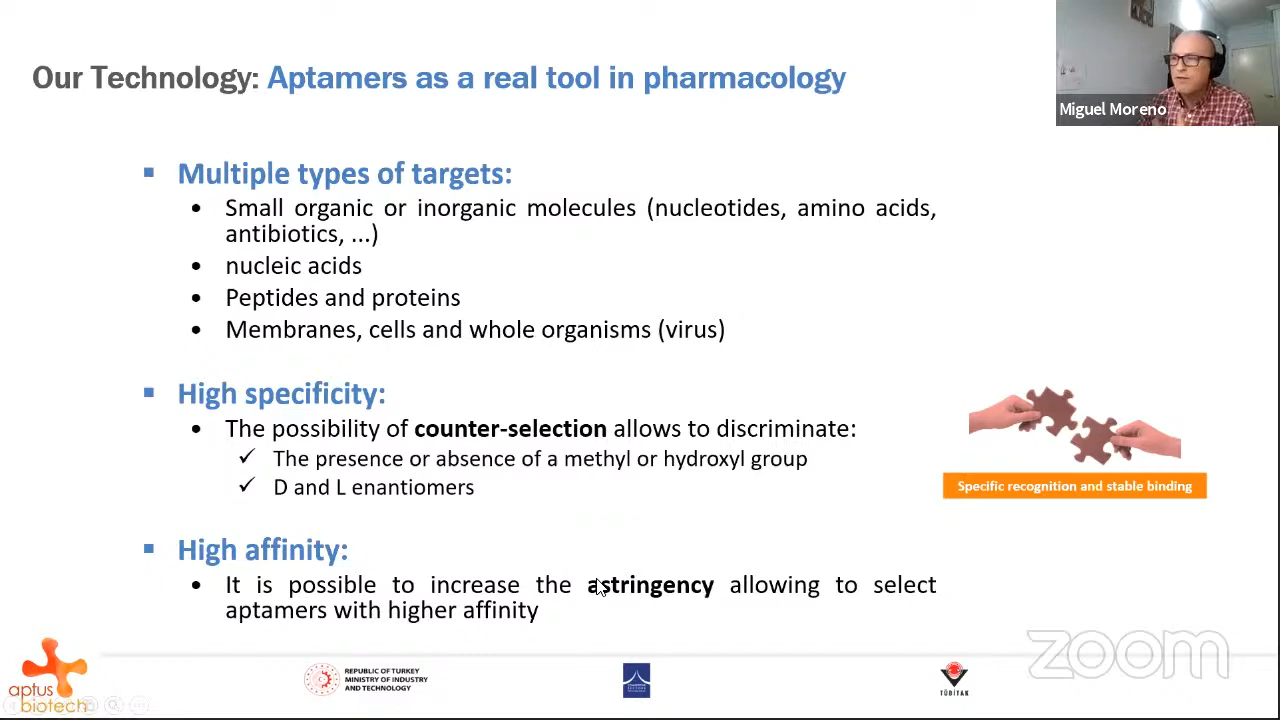 Our Technology: Aptamers as a real tool in pharmacology
Miguel Moreno
▪ Multiple types of targets:
• Small organic or inorganic molecules (nucleotides, amino acids,
antibiotics, ...)
• nucleic acids
• Peptides and proteins
• Membranes, cells and whole organisms (virus)
▪ High specificity:
• The possibility of counter-selection allows to discriminate:
✓ The presence or absence of a methyl or hydroxyl group
✓ D and L enantiomers
Specific recognition and stable binding
▪ High affinity:
• It is possible to increase the astringency allowing to select
aptamers with higher affinity
zoom
aptus
biotech
REPUBLIC OF TURKEY
MINISTRY OF INDUSTRY
AND TECHNOLOGY
TÜBİTAK